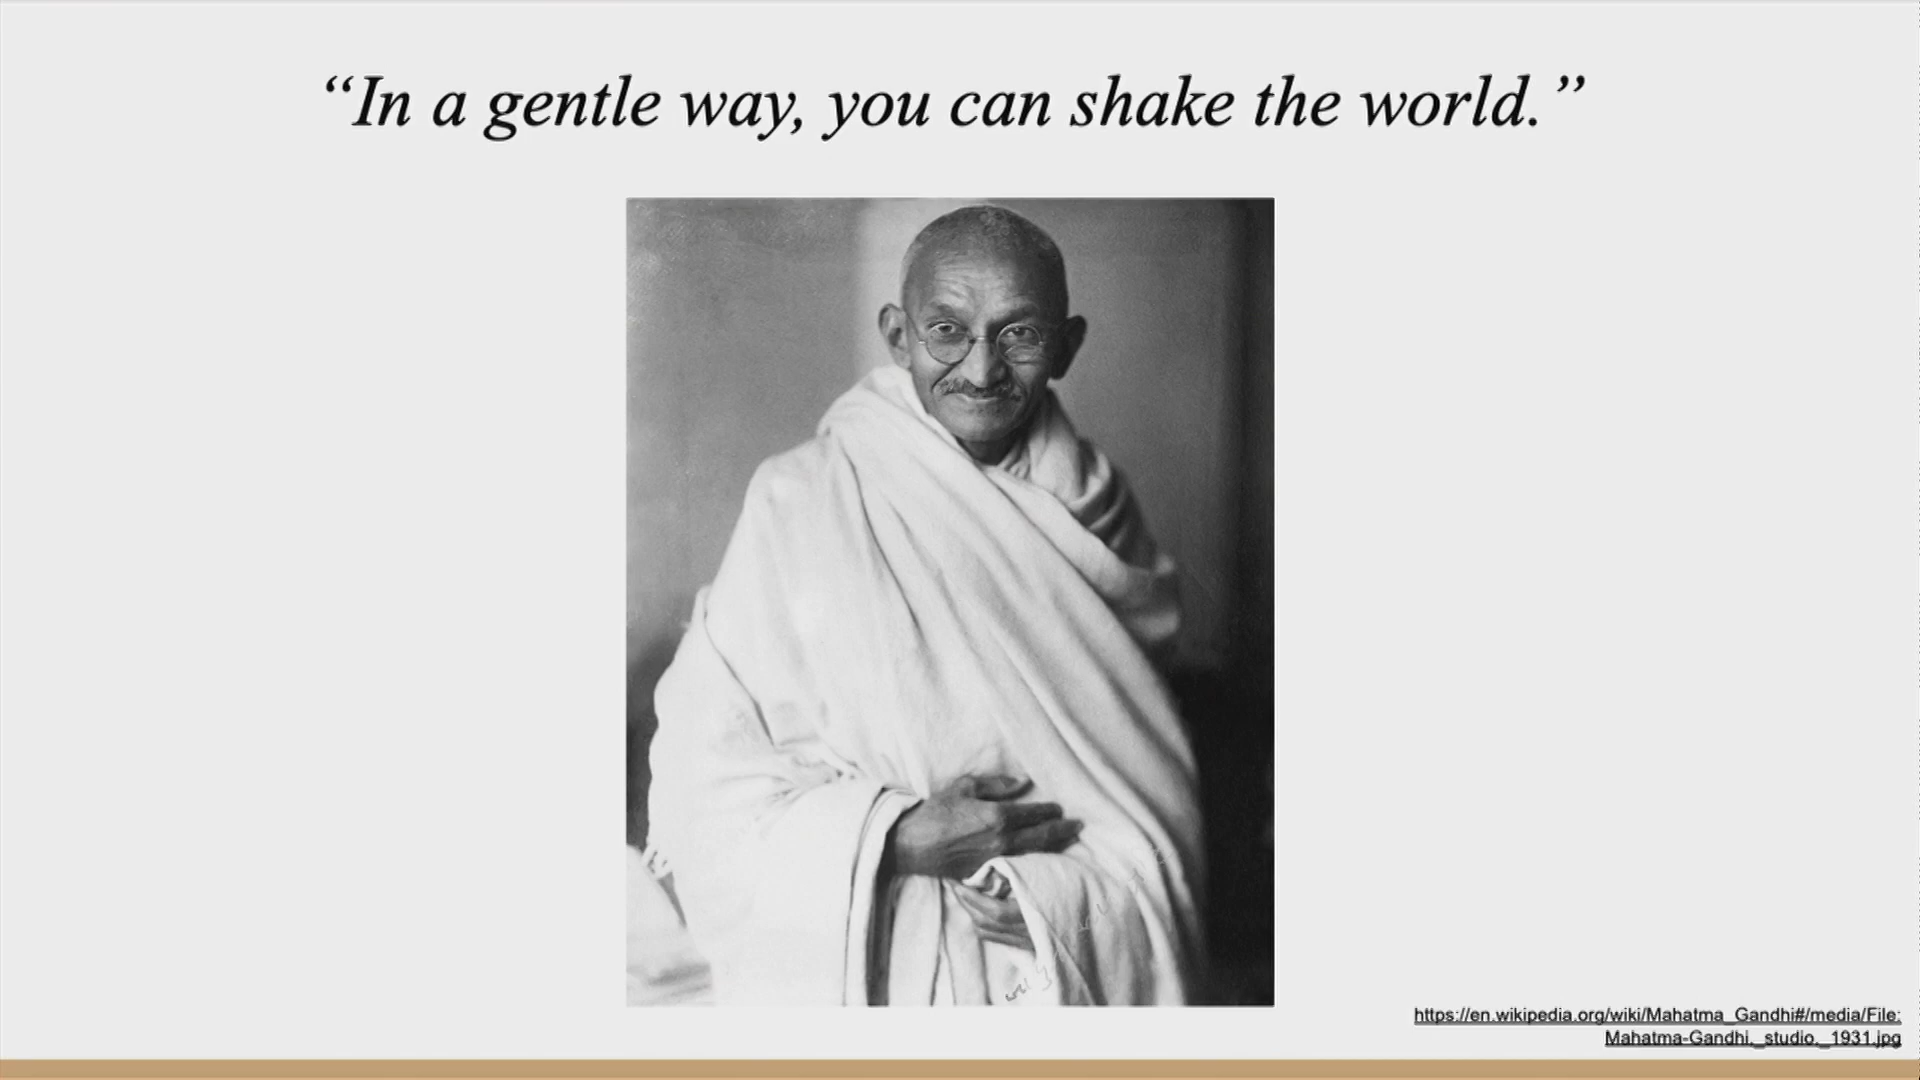 “In a gentle way, you can shake the world.”
https://en.wikipedia.org/wiki/Mahatma_Gandhi#/media/File:
Mahatma-Gandhi,_studio,_1931.jpg